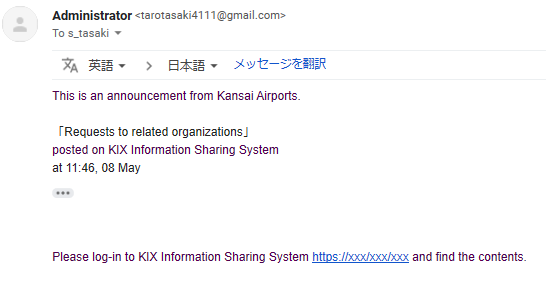 Administrator <tarotasaki4111@gmail.com>
To s_tasaki
英語 > 日本語 メッセージを翻訳
This is an announcement from Kansai Airports.
「Requests to related organizations」
posted on KIX Information Sharing System
at 11:46, 08 May
Please log-in to KIX Information Sharing System https://xxx/xxx/xxx and find the contents.